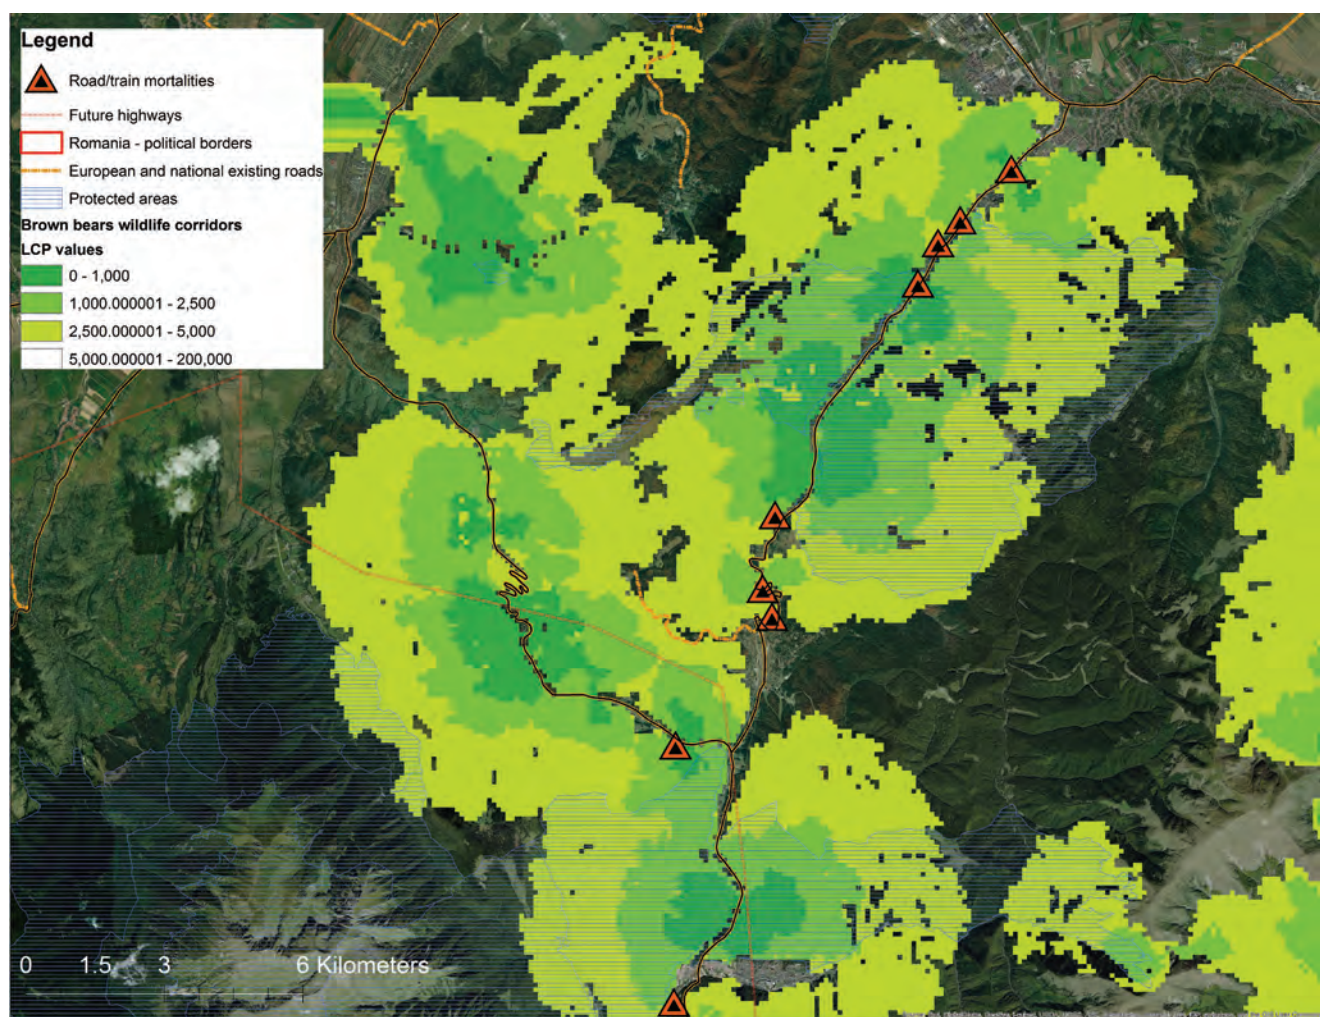 Legend
Road/train mortalities
Future highways
Romania - political borders
European and national existing roads
Protected areas
Brown bears wildlife corridors
LCP values
0 - 1,000
1,000.000001 - 2,500
2,500.000001 - 5,000
5,000.000001 - 200,000
0 1.5 3 6 Kilometers